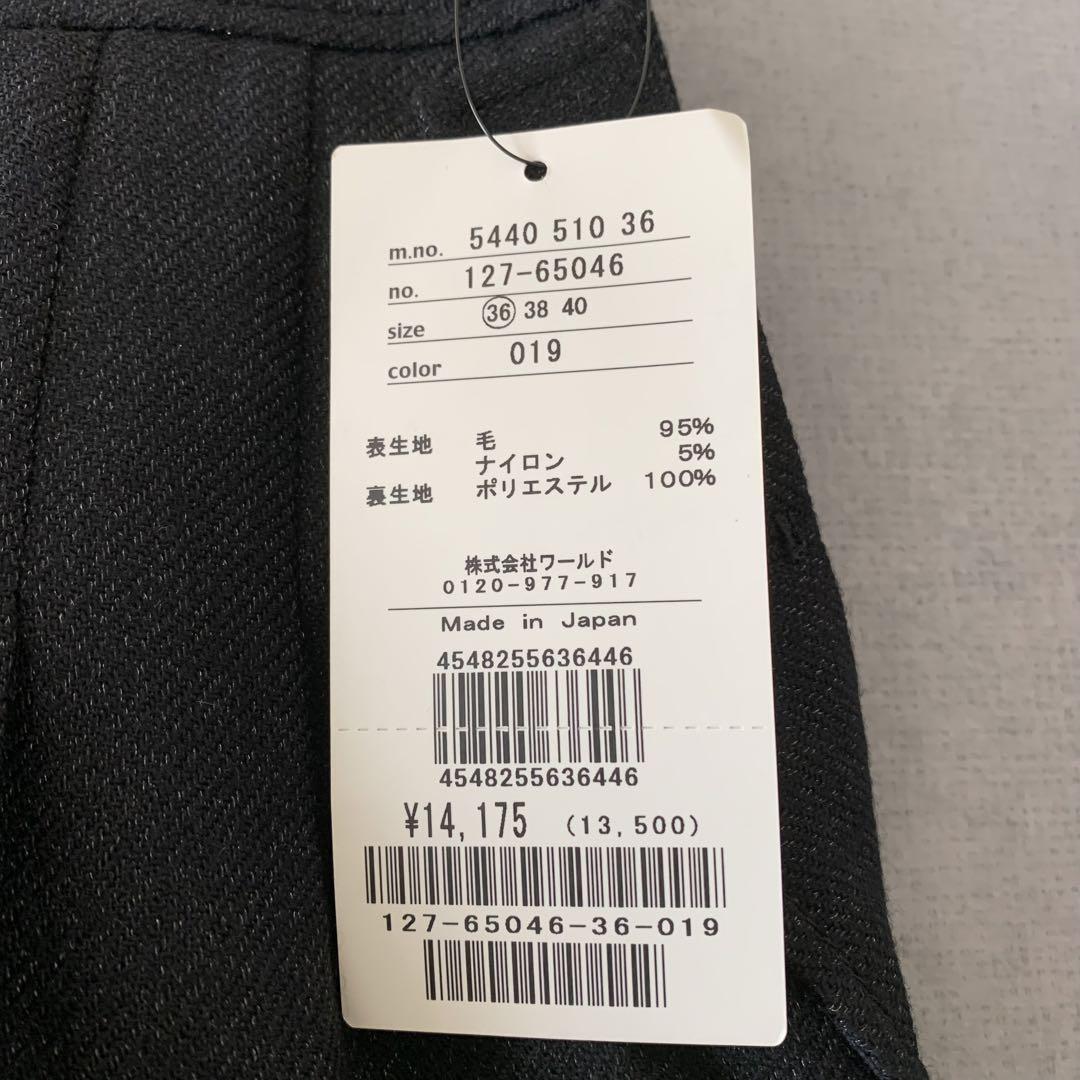 m.no. 5440 510 36
no. 127-65046
size 36 38 40
color 019
表生地 毛 95%
ナイロン 5%
裏生地 ポリエステル 100%
株式会社ワールド
0120-977-917
Made in Japan
4548255636446
4548255636446
¥14,175 (13,500)
127-65046-36-019